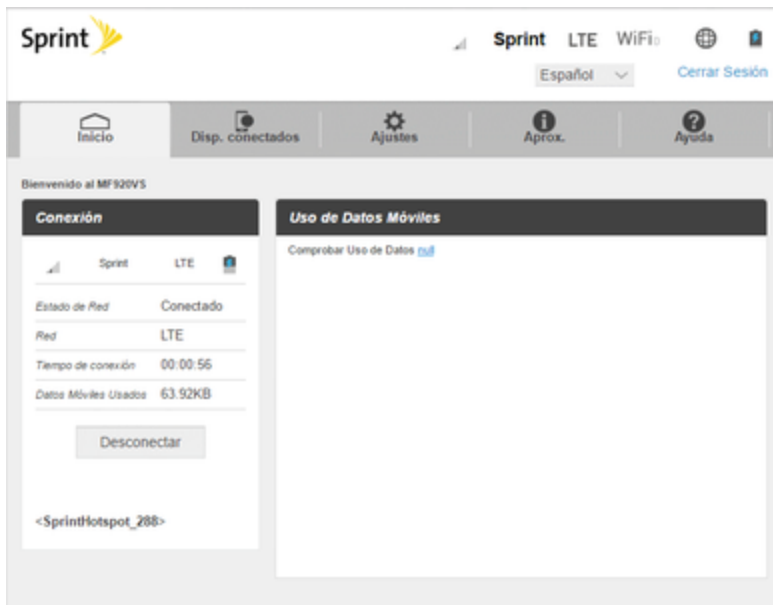 Sprint
Sprint LTE WiFi0
Español Cerrar Sesión
Inicio Disp. conectados Ajustes Aprox. Ayuda
Bienvenido al MF920VS
Conexión
Sprint LTE
Estado de Red Conectado
Red LTE
Tiempo de conexión 00:00:56
Datos Móviles Usados 63.92KB
Desconectar
<SprintHotspot_288>
Uso de Datos Móviles
Comprobar Uso de Datos null